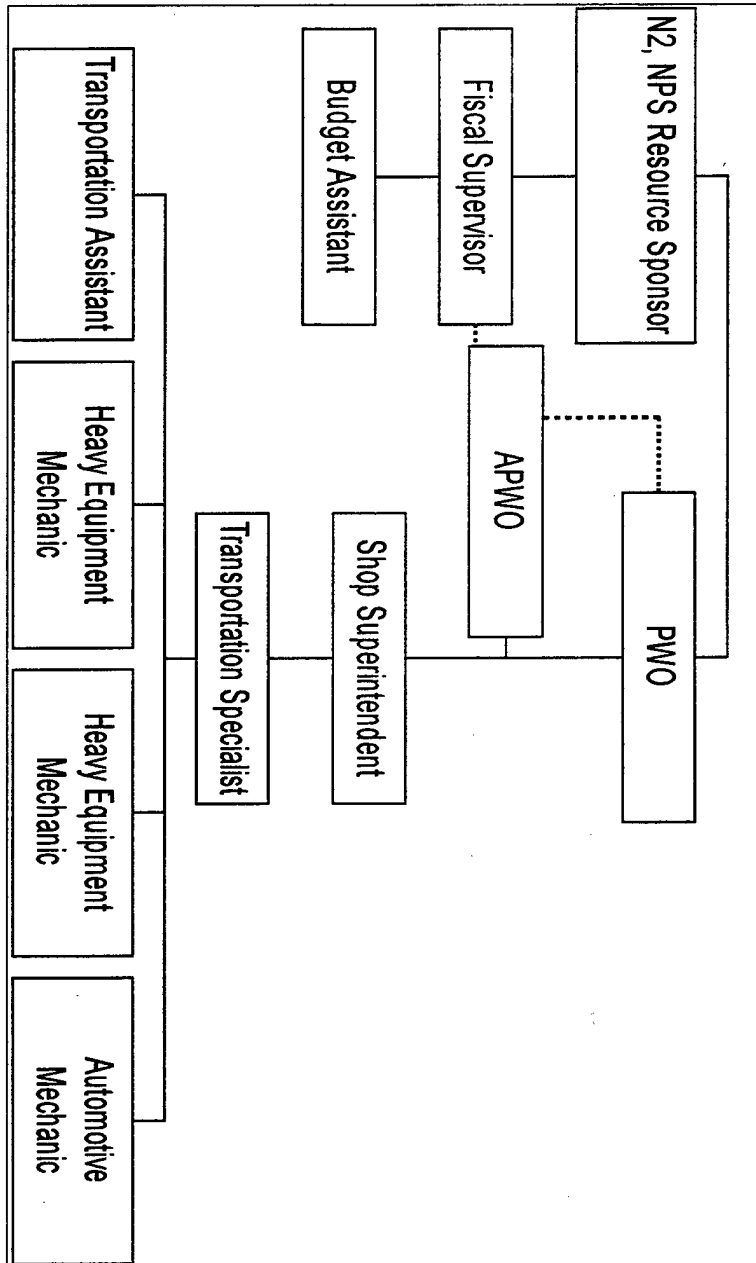 N2, NPS Resource Sponsor
PWO
Fiscal Supervisor
APWO
Budget Assistant
Shop Superintendent
Transportation Specialist
Transportation Assistant
Heavy Equipment
Mechanic
Heavy Equipment
Mechanic
Automotive
Mechanic